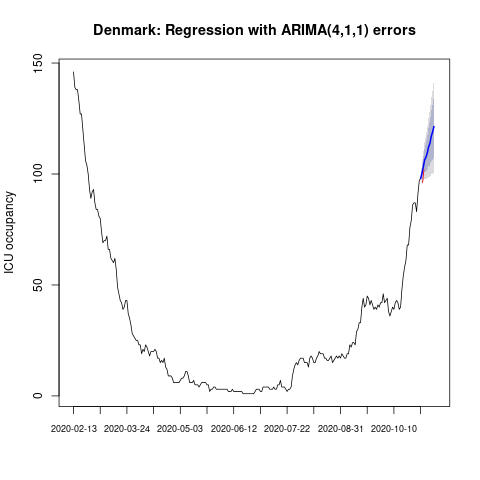 Denmark: Regression with ARIMA(4,1,1) errors
ICU occupancy
150
100
50
0
2020-02-13 2020-03-24 2020-05-03 2020-06-12 2020-07-22 2020-08-31 2020-10-10